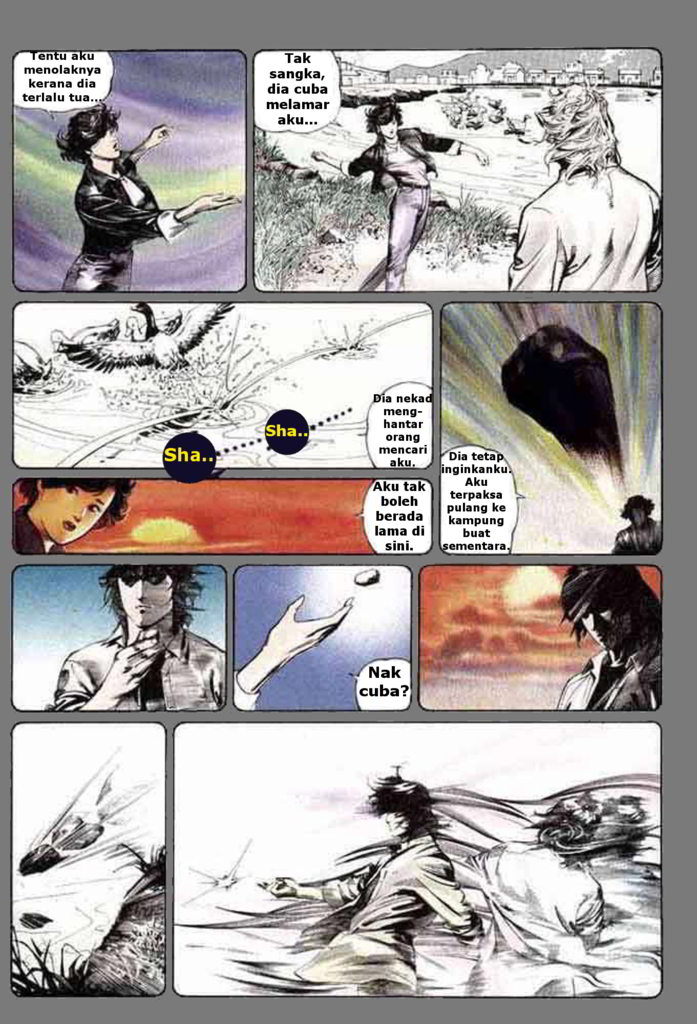 Tentu aku
menolaknya
kerana dia
terlalu tua...
Tak
sangka,
dia cuba
melamar
aku...
Sha..
Sha..
Dia nekad
meng-
hantar
orang
mencari
aku.
Dia tetap
inginkanku.
Aku
terpaksa
pulang ke
kampung
buat
sementara.
Aku tak
boleh
berada
lama di
sini.
Nak
cuba?